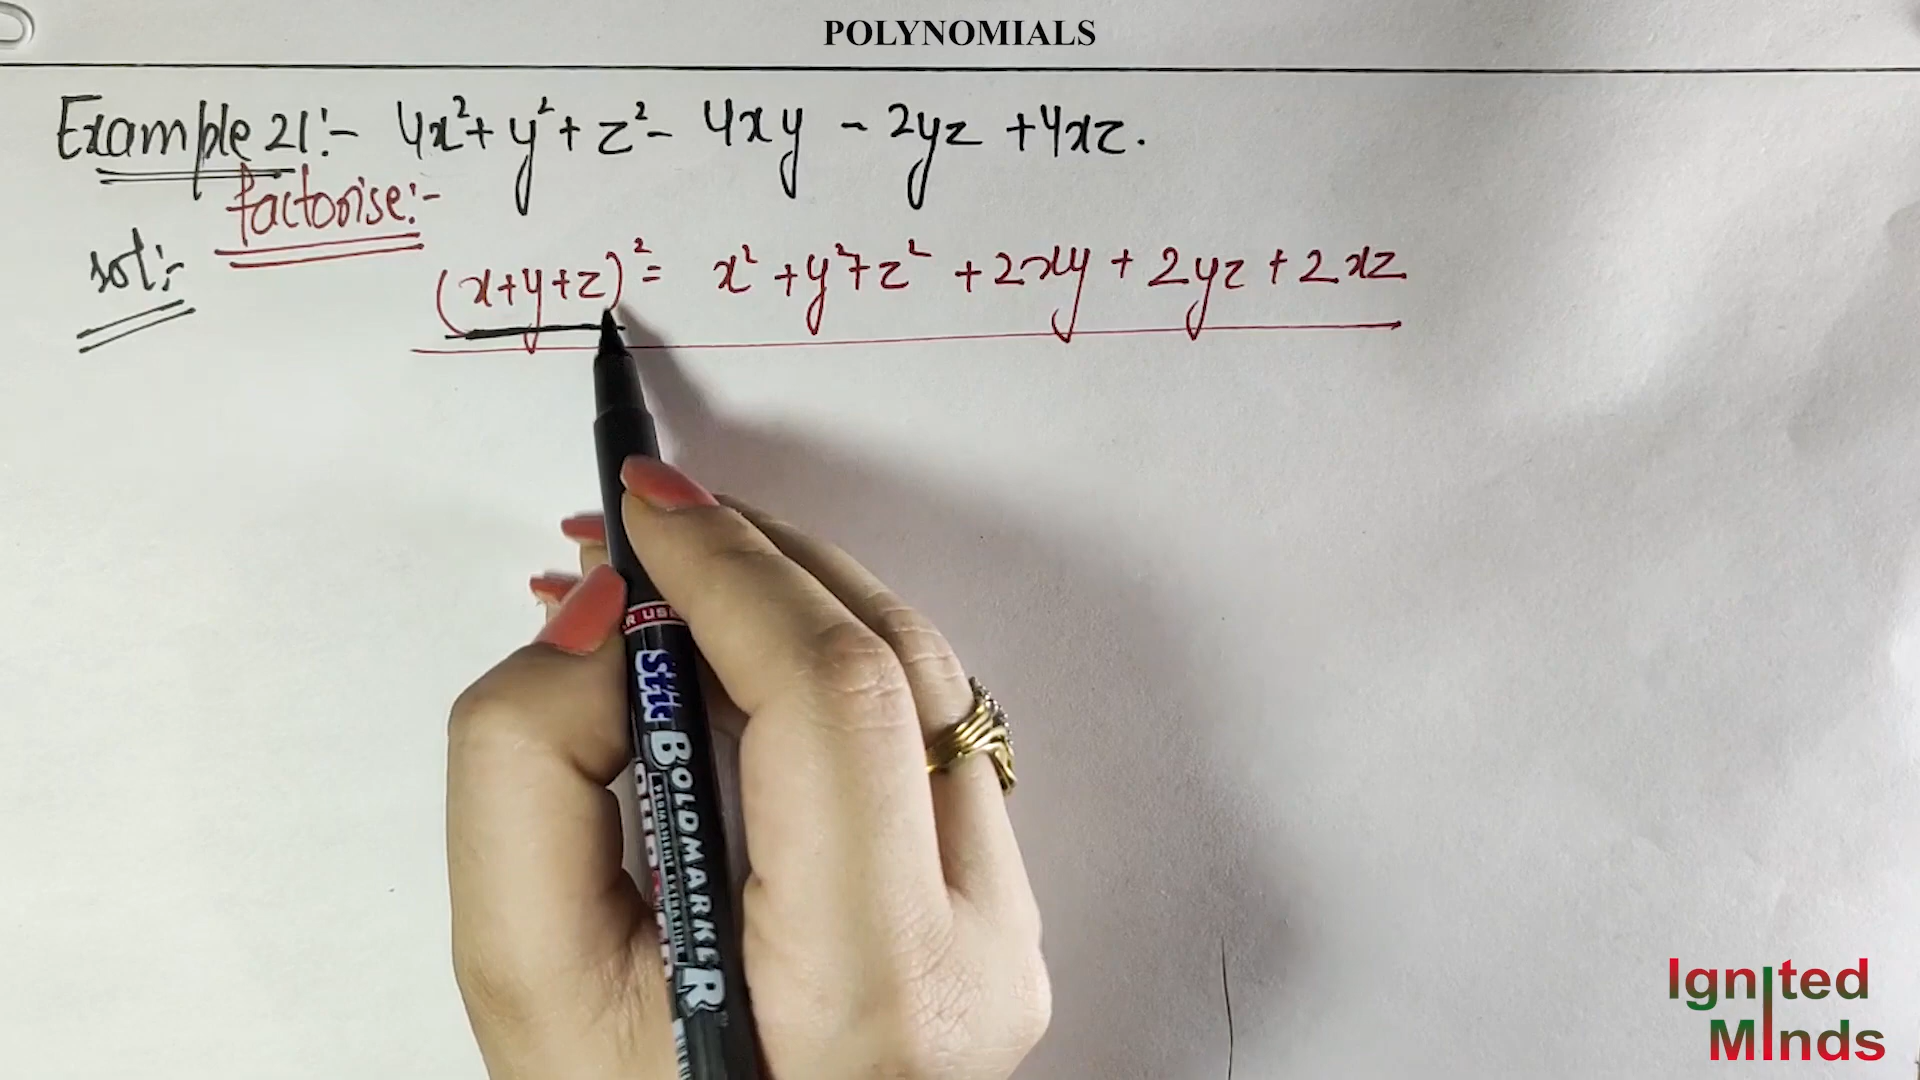 POLYNOMIALS
Example 21:- 4x²+y²+z²- 4xy - 2yz +4xz.
factorise:-
sol:-
(x+y+z)² = x²+y²+z² +2xy + 2yz + 2xz
R USE
Stic BOLDMARKER
Ignited
Minds